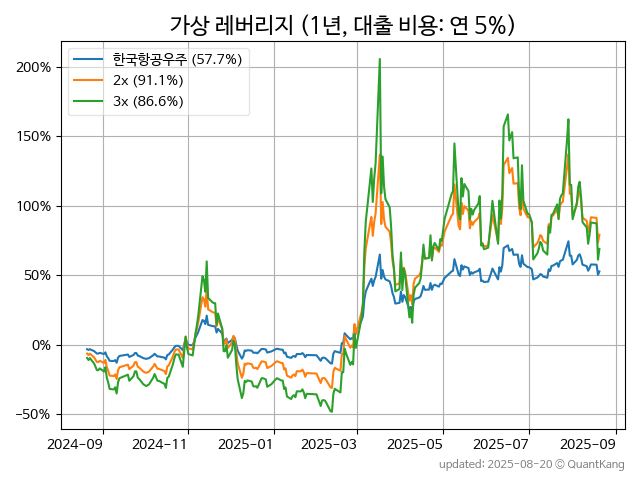 가상 레버리지 (1년, 대출 비용: 연 5%)
한국항공우주 (57.7%)
2x (91.1%)
3x (86.6%)
200%
150%
100%
50%
0%
−50%
2024-09 2024-11 2025-01 2025-03 2025-05 2025-07 2025-09
updated: 2025-08-20 © QuantKang